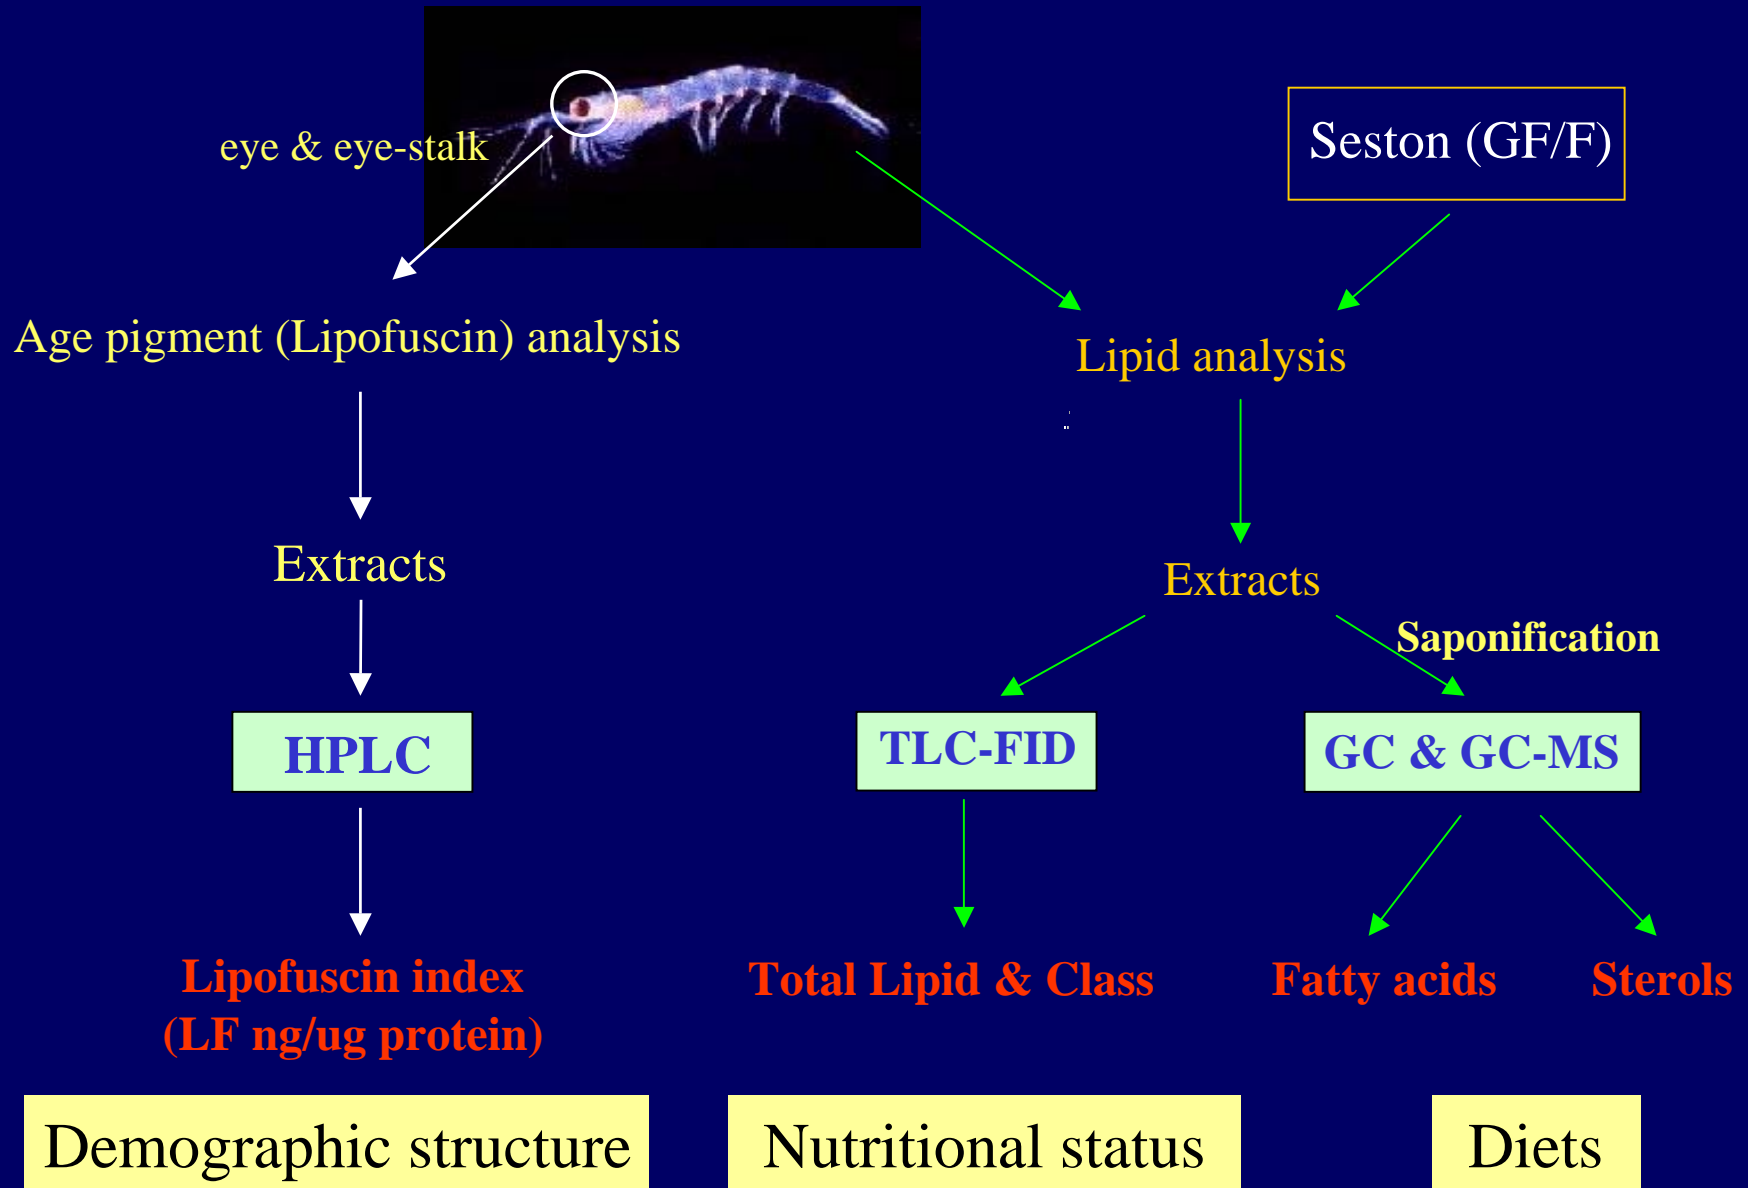 eye & eye-stalk
Seston (GF/F)
Age pigment (Lipofuscin) analysis
Lipid analysis
Extracts
Extracts
Saponification
HPLC
TLC-FID
GC & GC-MS
Lipofuscin index
(LF ng/ug protein)
Total Lipid & Class
Fatty acids
Sterols
Demographic structure
Nutritional status
Diets